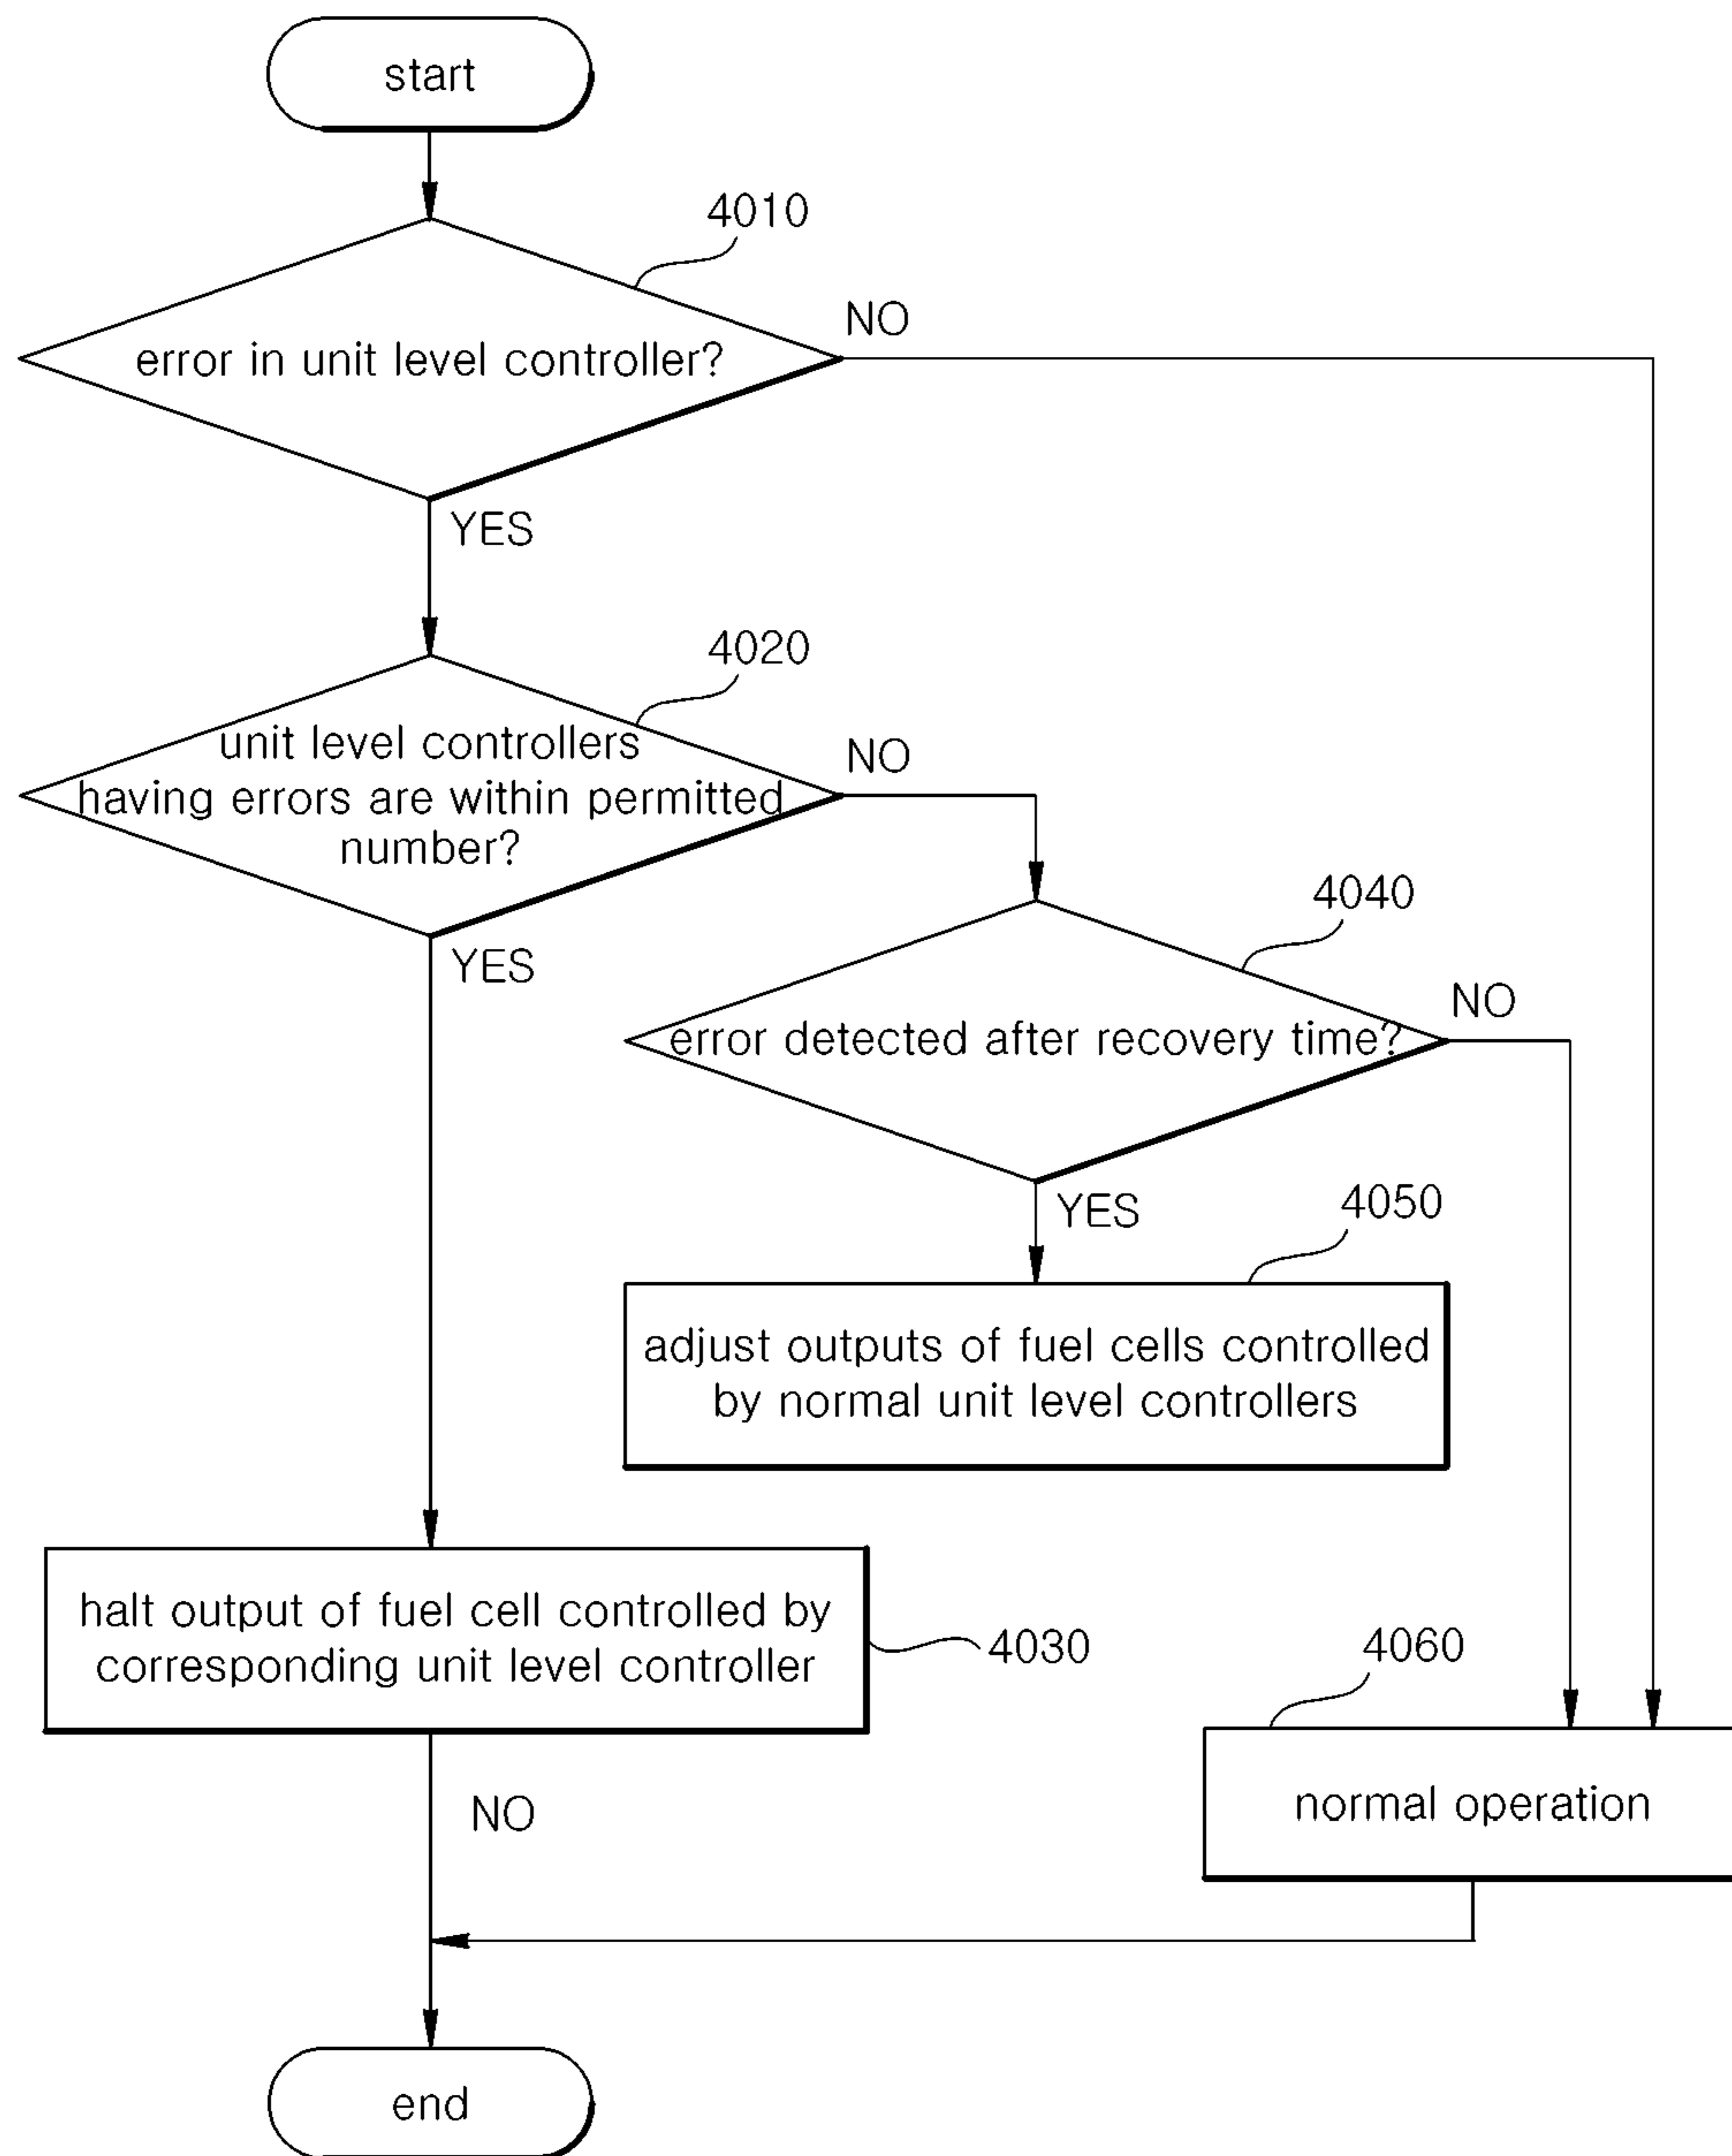 start
4010
error in unit level controller?
NO
YES
4020
unit level controllers
having errors are within permitted
number?
NO
YES
4040
error detected after recovery time?
NO
YES
4050
adjust outputs of fuel cells controlled
by normal unit level controllers
halt output of fuel cell controlled by
corresponding unit level controller
4030
4060
normal operation
NO
end